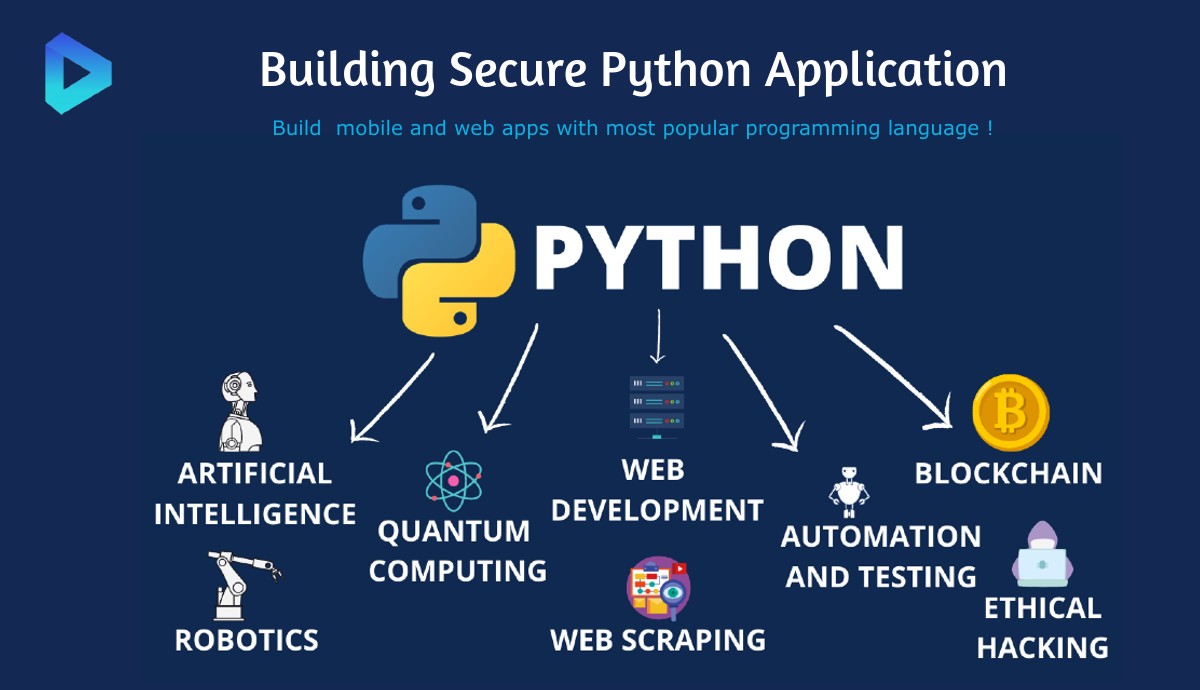 Building Secure Python Application
Build  mobile and web apps with most popular programming language !
PYTHON
ARTIFICIAL
INTELLIGENCE
QUANTUM
COMPUTING
WEB
DEVELOPMENT
AUTOMATION
AND TESTING
BLOCKCHAIN
ROBOTICS
WEB SCRAPING
ETHICAL
HACKING